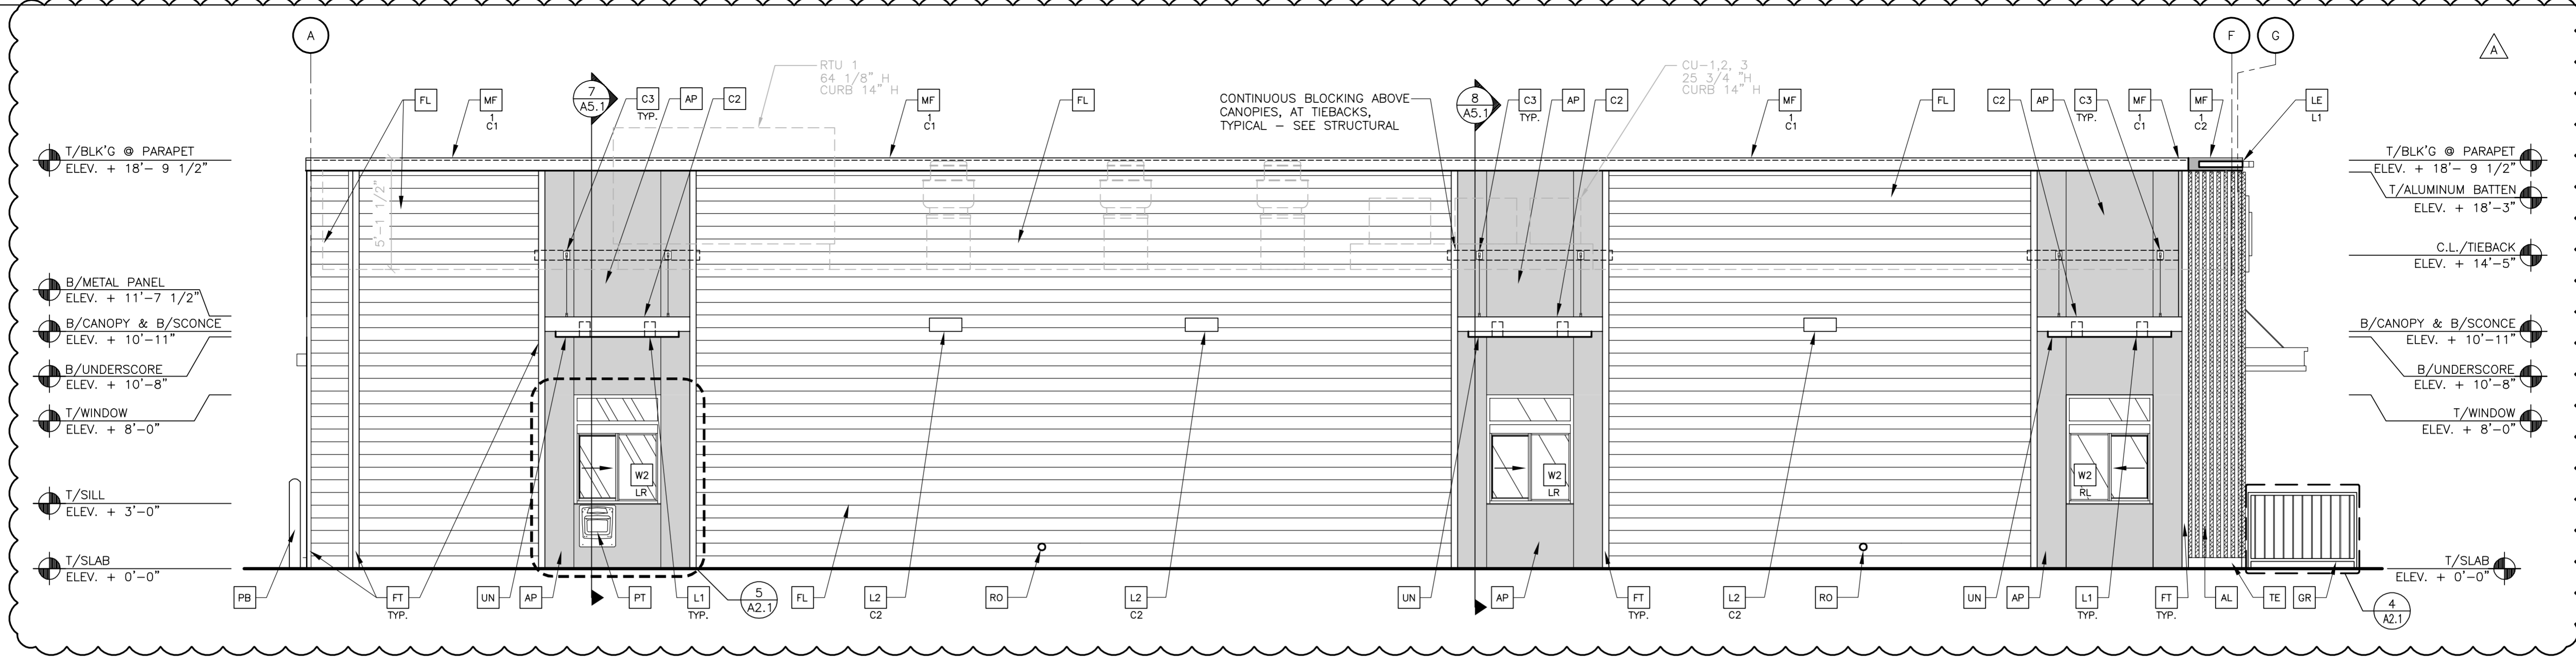 A
F
G
A
RTU 1
64 1/8" H
CURB 14" H
CU-1,2, 3
25 3/4 "H
CURB 14" H
FL
MF
1
C1
7
A5.1
C3
TYP.
AP
C2
MF
1
C1
FL
CONTINUOUS BLOCKING ABOVE
CANOPIES, AT TIEBACKS,
TYPICAL – SEE STRUCTURAL
8
A5.1
C3
TYP.
AP
C2
MF
1
C1
FL
C2
AP
C3
TYP.
MF
1
C1
MF
1
C2
LE
L1
T/BLK'G @ PARAPET
ELEV. + 18'- 9 1/2"
B/METAL PANEL
ELEV. + 11'-7 1/2"
B/CANOPY & B/SCONCE
ELEV. + 10'-11"
B/UNDERSCORE
ELEV. + 10'-8"
T/WINDOW
ELEV. + 8'-0"
T/SILL
ELEV. + 3'-0"
T/SLAB
ELEV. + 0'-0"
5'-1 1/2"
W2
LR
W2
LR
W2
RL
T/BLK'G @ PARAPET
ELEV. + 18'- 9 1/2"
T/ALUMINUM BATTEN
ELEV. + 18'-3"
C.L./TIEBACK
ELEV. + 14'-5"
B/CANOPY & B/SCONCE
ELEV. + 10'-11"
B/UNDERSCORE
ELEV. + 10'-8"
T/WINDOW
ELEV. + 8'-0"
T/SLAB
ELEV. + 0'-0"
PB
FT
TYP.
UN
AP
PT
L1
TYP.
5
A2.1
FL
L2
C2
RO
L2
C2
UN
AP
FT
TYP.
L2
C2
RO
UN
AP
L1
TYP.
FT
TYP.
AL
TE
GR
4
A2.1